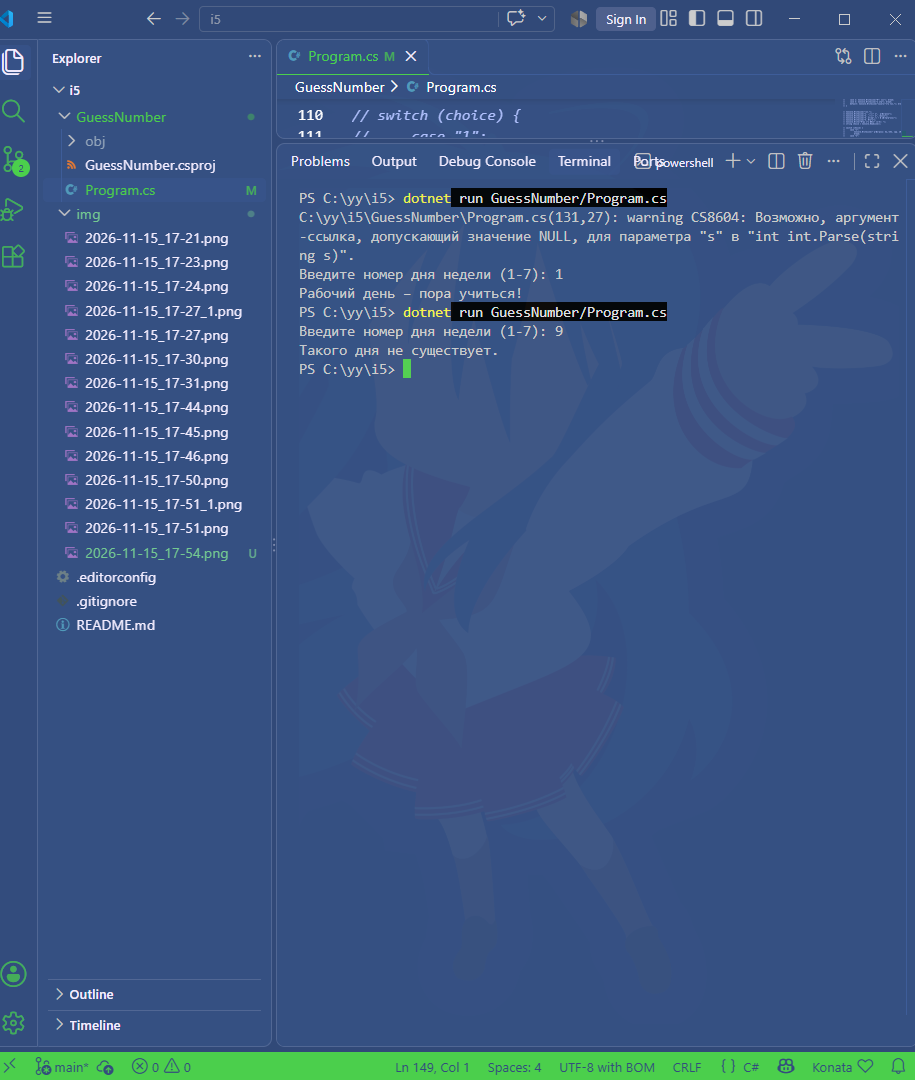 i5
Sign In
Explorer
i5
GuessNumber
obj
GuessNumber.csproj
Program.cs M
img
2026-11-15_17-21.png
2026-11-15_17-23.png
2026-11-15_17-24.png
2026-11-15_17-27_1.png
2026-11-15_17-27.png
2026-11-15_17-30.png
2026-11-15_17-31.png
2026-11-15_17-44.png
2026-11-15_17-45.png
2026-11-15_17-46.png
2026-11-15_17-50.png
2026-11-15_17-51_1.png
2026-11-15_17-51.png
2026-11-15_17-54.png U
.editorconfig
.gitignore
README.md
Outline
Timeline
2
Program.cs M
GuessNumber > Program.cs
110 // switch (choice) {
111 // case "1":
Problems Output Debug Console Terminal Ports powershell
PS C:\yy\i5> dotnet run GuessNumber/Program.cs
C:\yy\i5\GuessNumber\Program.cs(131,27): warning CS8604: Возможно, аргумент
-ссылка, допускающий значение NULL, для параметра "s" в "int int.Parse(stri
ng s)".
Введите номер дня недели (1-7): 1
Рабочий день – пора учиться!
PS C:\yy\i5> dotnet run GuessNumber/Program.cs
Введите номер дня недели (1-7): 9
Такого дня не существует.
PS C:\yy\i5>
main* 0 0 Ln 149, Col 1 Spaces: 4 UTF-8 with BOM CRLF {} C# Konata